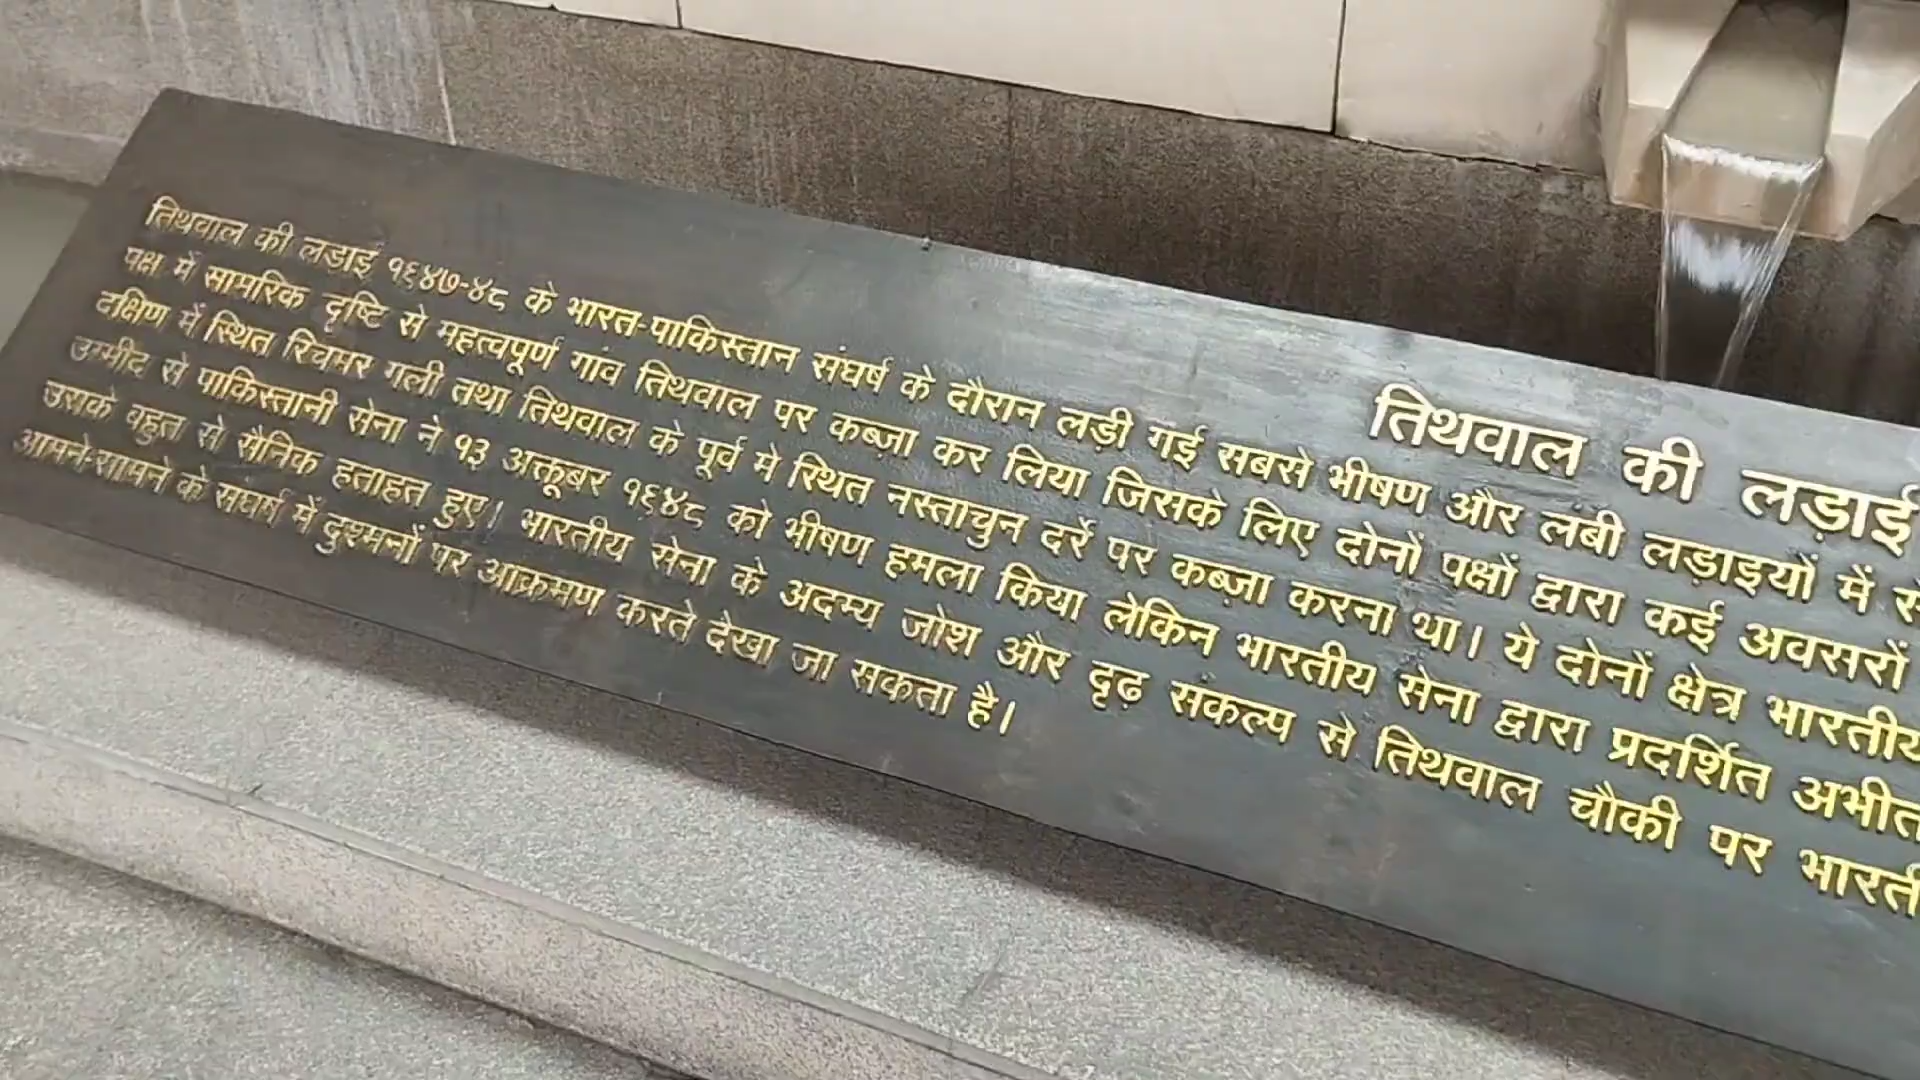 तिथवाल की लड़ाई
तिथवाल की लड़ाई १९४७-४८ के भारत-पाकिस्तान संघर्ष के दौरान लड़ी गई सबसे भीषण और लंबी लड़ाइयों में से
पक्ष में सामरिक दृष्टि से महत्वपूर्ण गांव तिथवाल पर कब्ज़ा कर लिया जिसके लिए दोनों पक्षों द्वारा कई अवसरों
दक्षिण में स्थित रिचमर गली तथा तिथवाल के पूर्व मे स्थित नस्ताचुन दर्रे पर कब्ज़ा करना था। ये दोनों क्षेत्र भारतीय
उम्मीद से पाकिस्तानी सेना ने १३ अक्तूबर १९४८ को भीषण हमला किया लेकिन भारतीय सेना द्वारा प्रदर्शित
उसके बहुत से सैनिक हताहत हुए। भारतीय सेना के अदम्य जोश और दृढ़ संकल्प से तिथवाल चौकी पर
आमने-सामने के संघर्ष में दुश्मनों पर आक्रमण करते देखा जा सकता है।